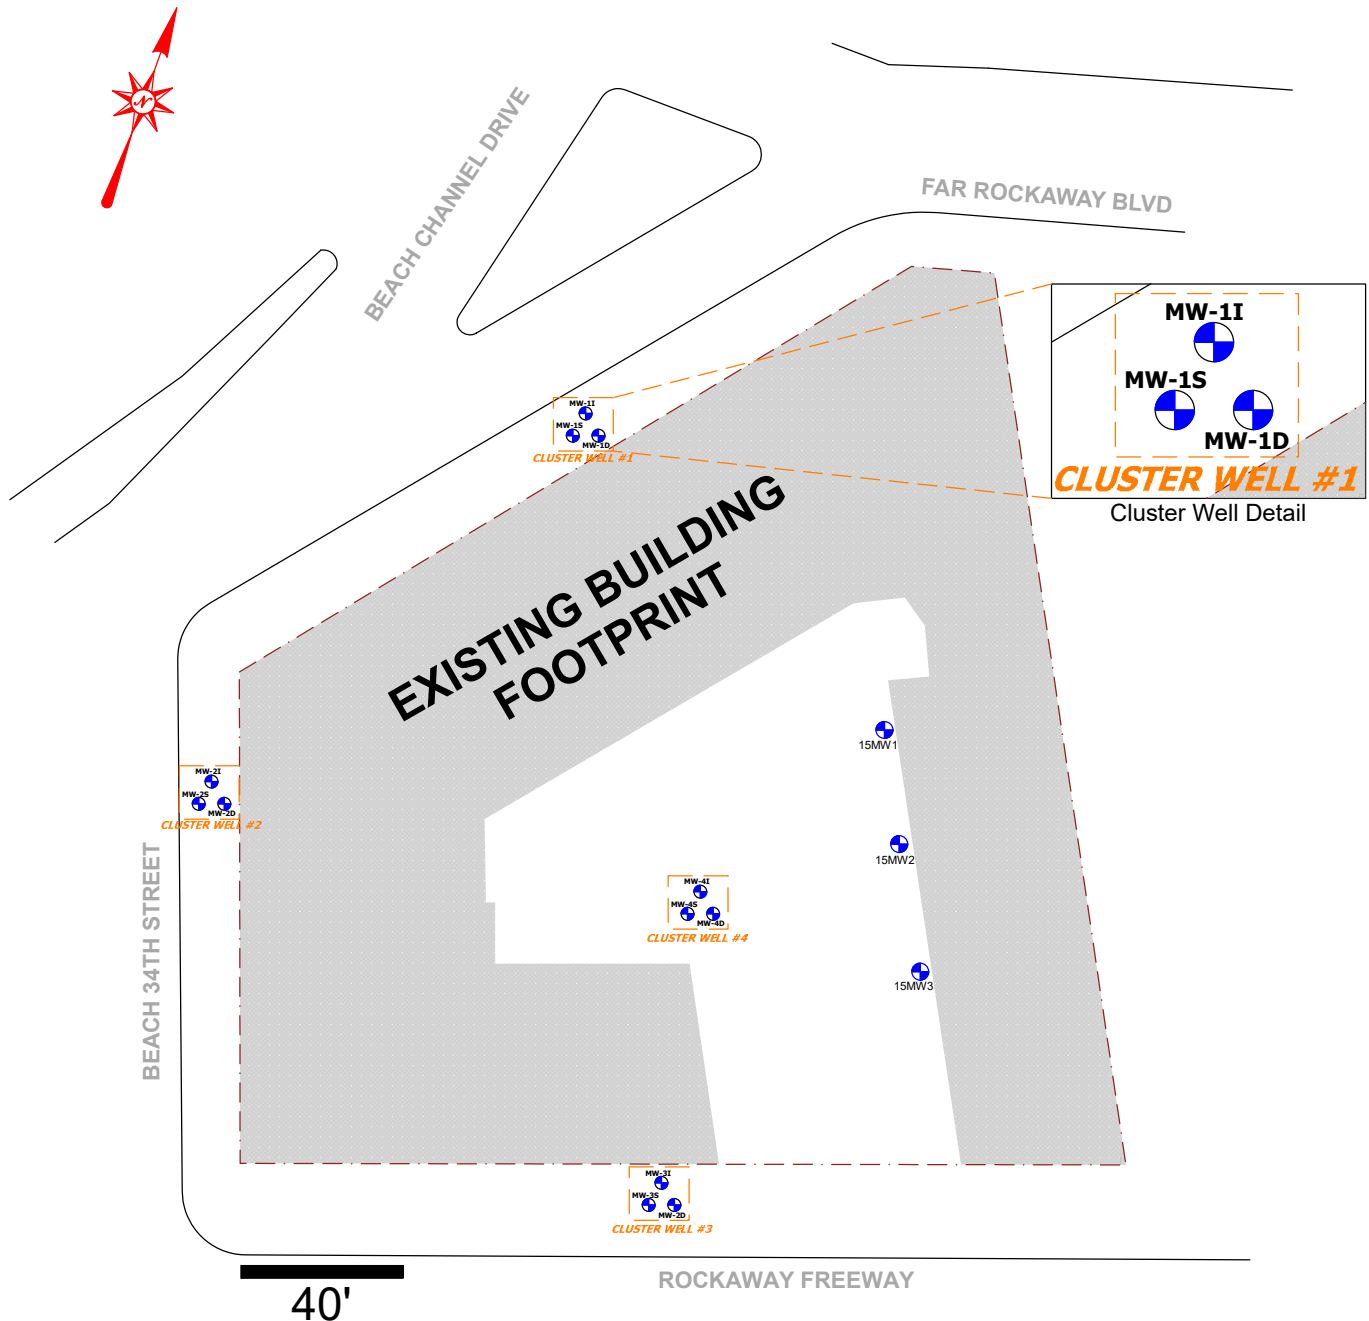 N
BEACH CHANNEL DRIVE
FAR ROCKAWAY BLVD
MW-1I
MW-1S
MW-1D
CLUSTER WELL #1
Cluster Well Detail
MW-1I
MW-1S
MW-1D
CLUSTER WELL #1
EXISTING BUILDING
FOOTPRINT
15MW1
MW-2I
MW-2S
MW-2D
CLUSTER WELL #2
15MW2
BEACH 34TH STREET
MW-4I
MW-4S
MW-4D
CLUSTER WELL #4
15MW3
MW-3I
MW-3S
MW-2D
CLUSTER WELL #3
ROCKAWAY FREEWAY
40'